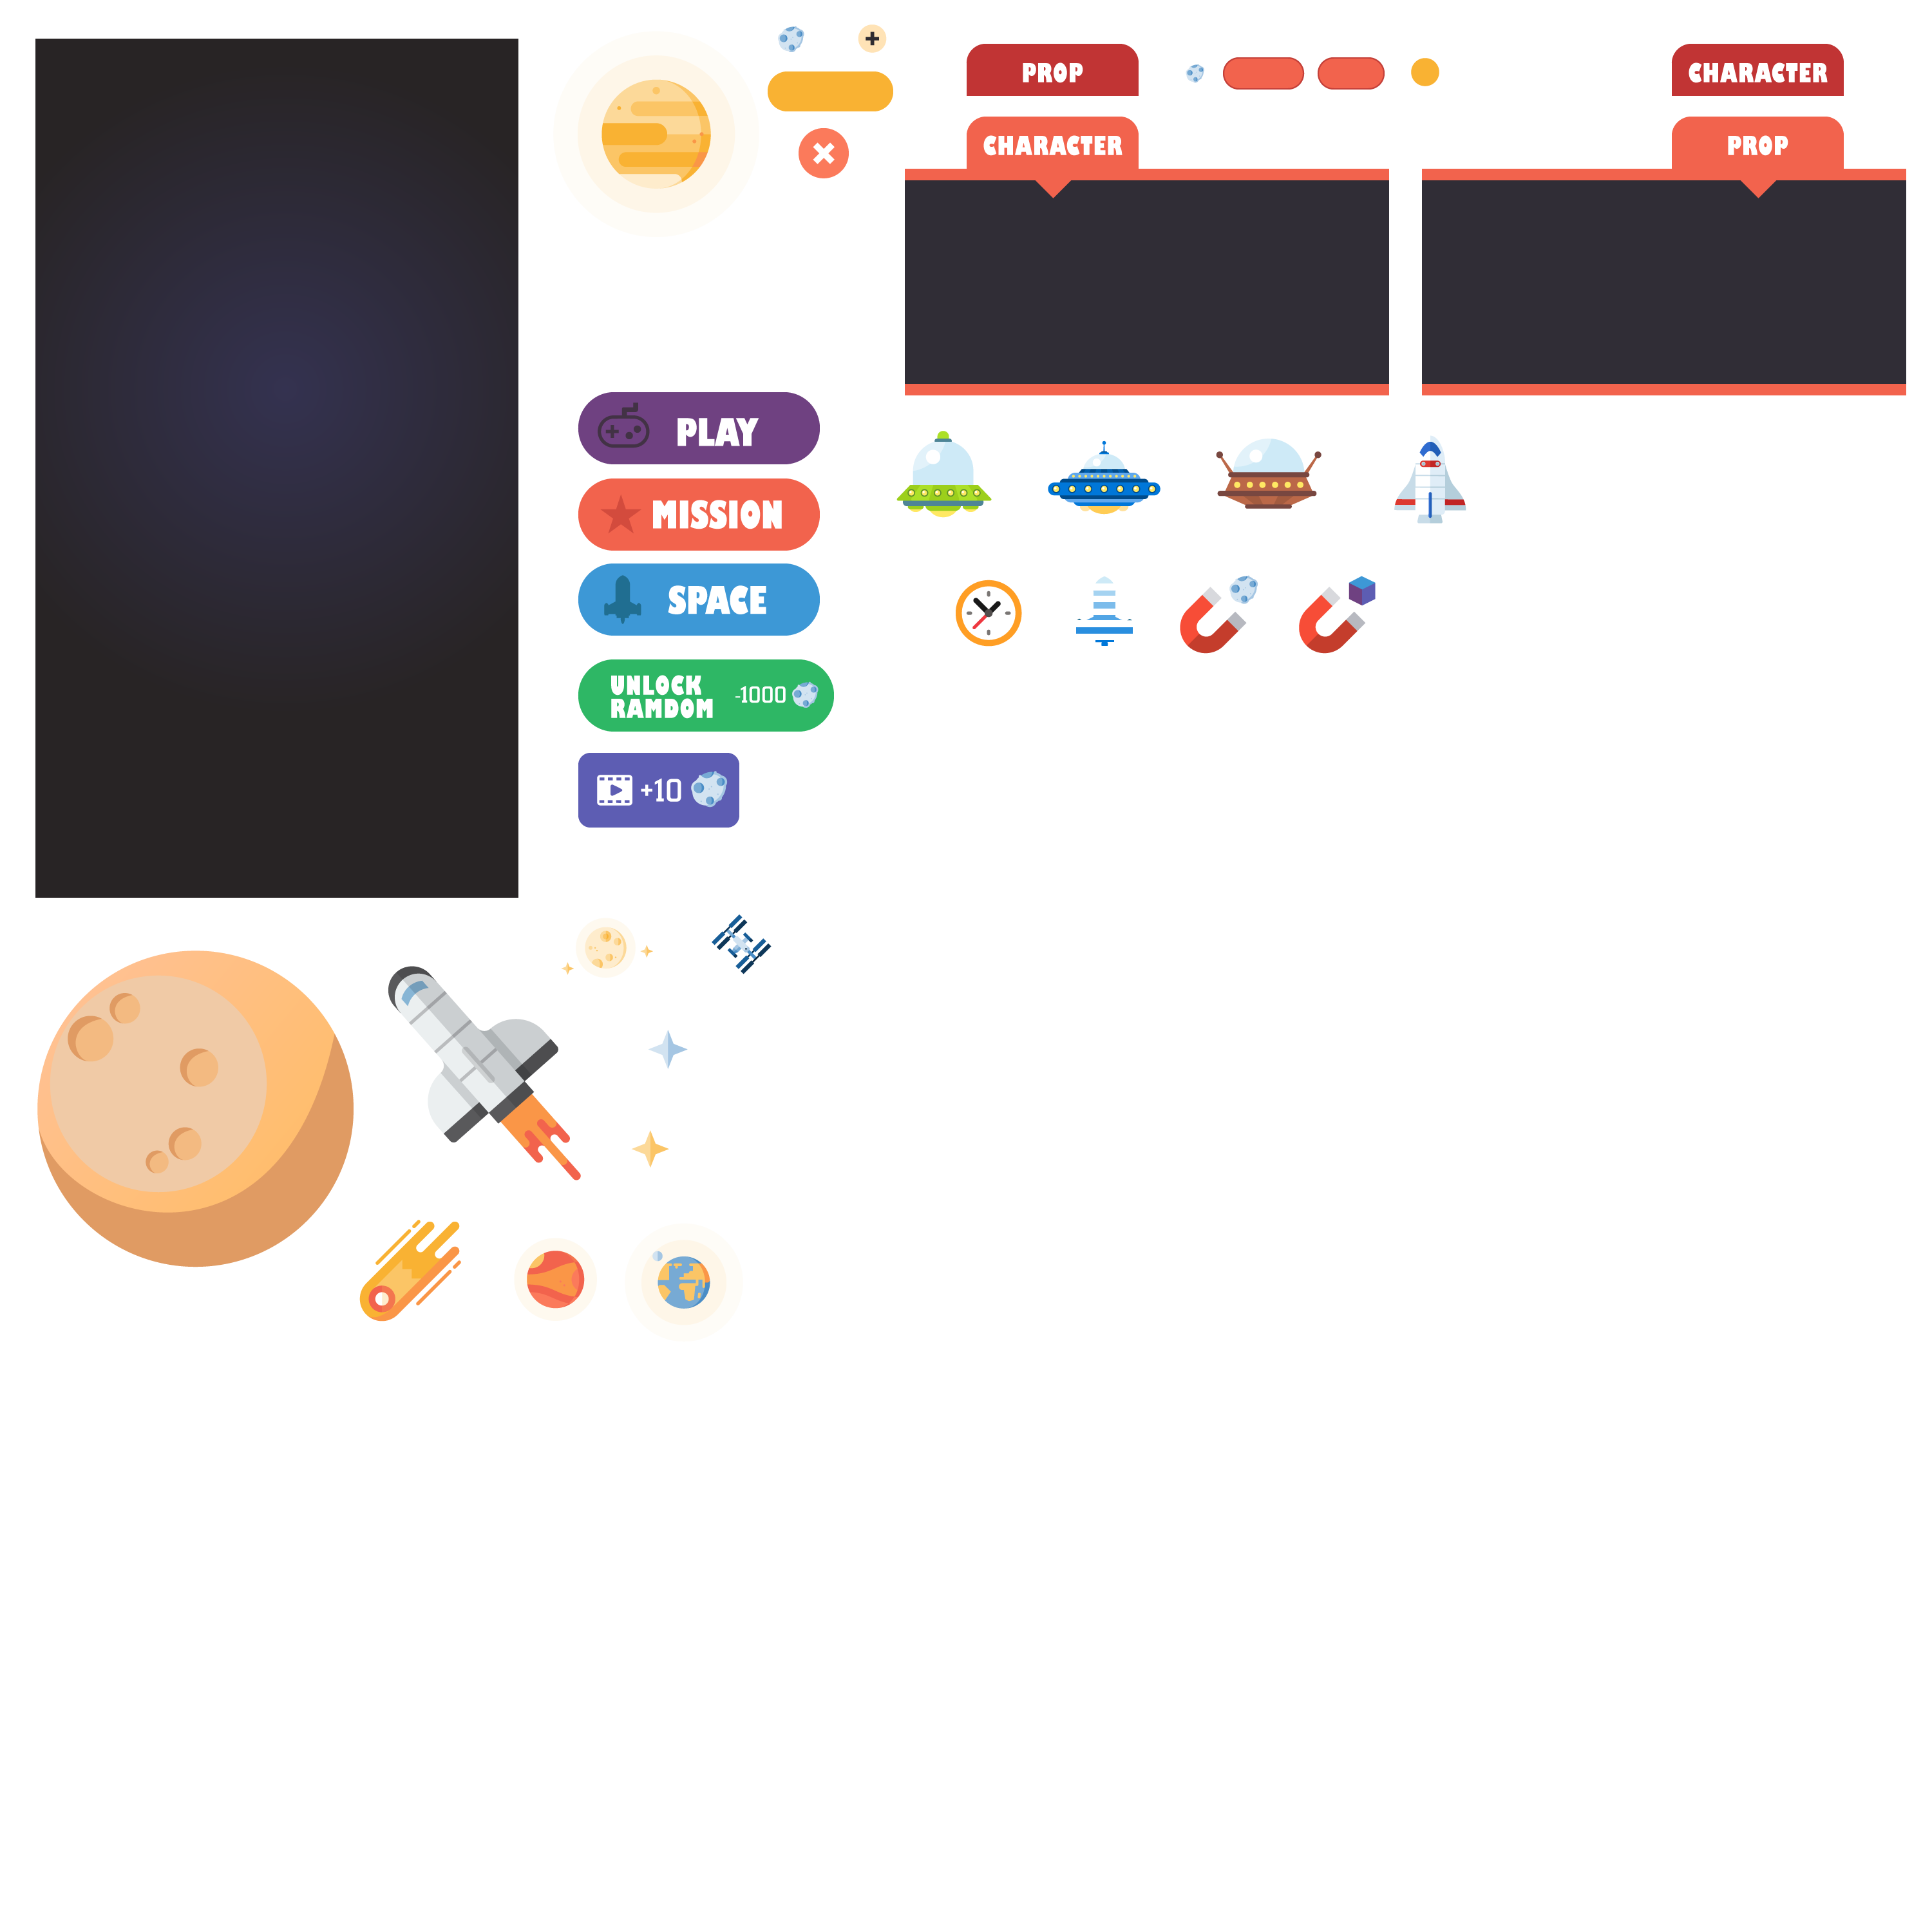 PROP
CHARACTER
CHARACTER
PROP
PLAY
MISSION
SPACE
UNLOCK
RAMDOM
-1000
+10